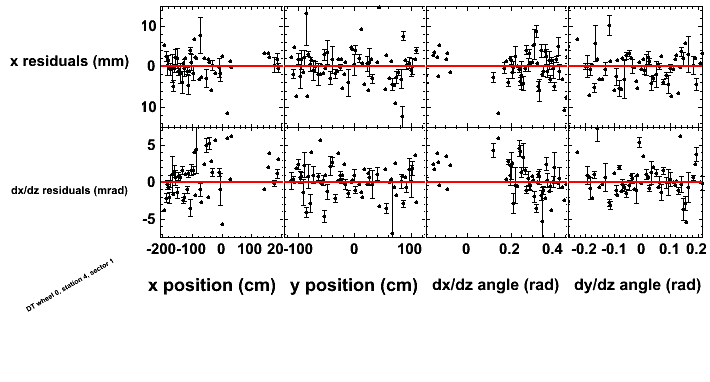 10
x residuals (mm)
0
10
5
dx/dz residuals (mrad)
0
-5
-200 -100 0 100 20 -100 0 100 0 0.2 0.4 -0.2 -0.1 0 0.1 0.2
x position (cm) y position (cm) dx/dz angle (rad) dy/dz angle (rad)
DT wheel 0, station 4, sector 1